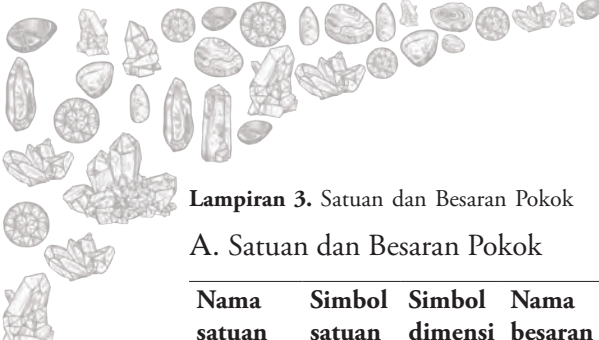 Lampiran 3. Satuan dan Besaran Pokok
A. Satuan dan Besaran Pokok
Nama Simbol Simbol Nama
satuan satuan dimensi besaran